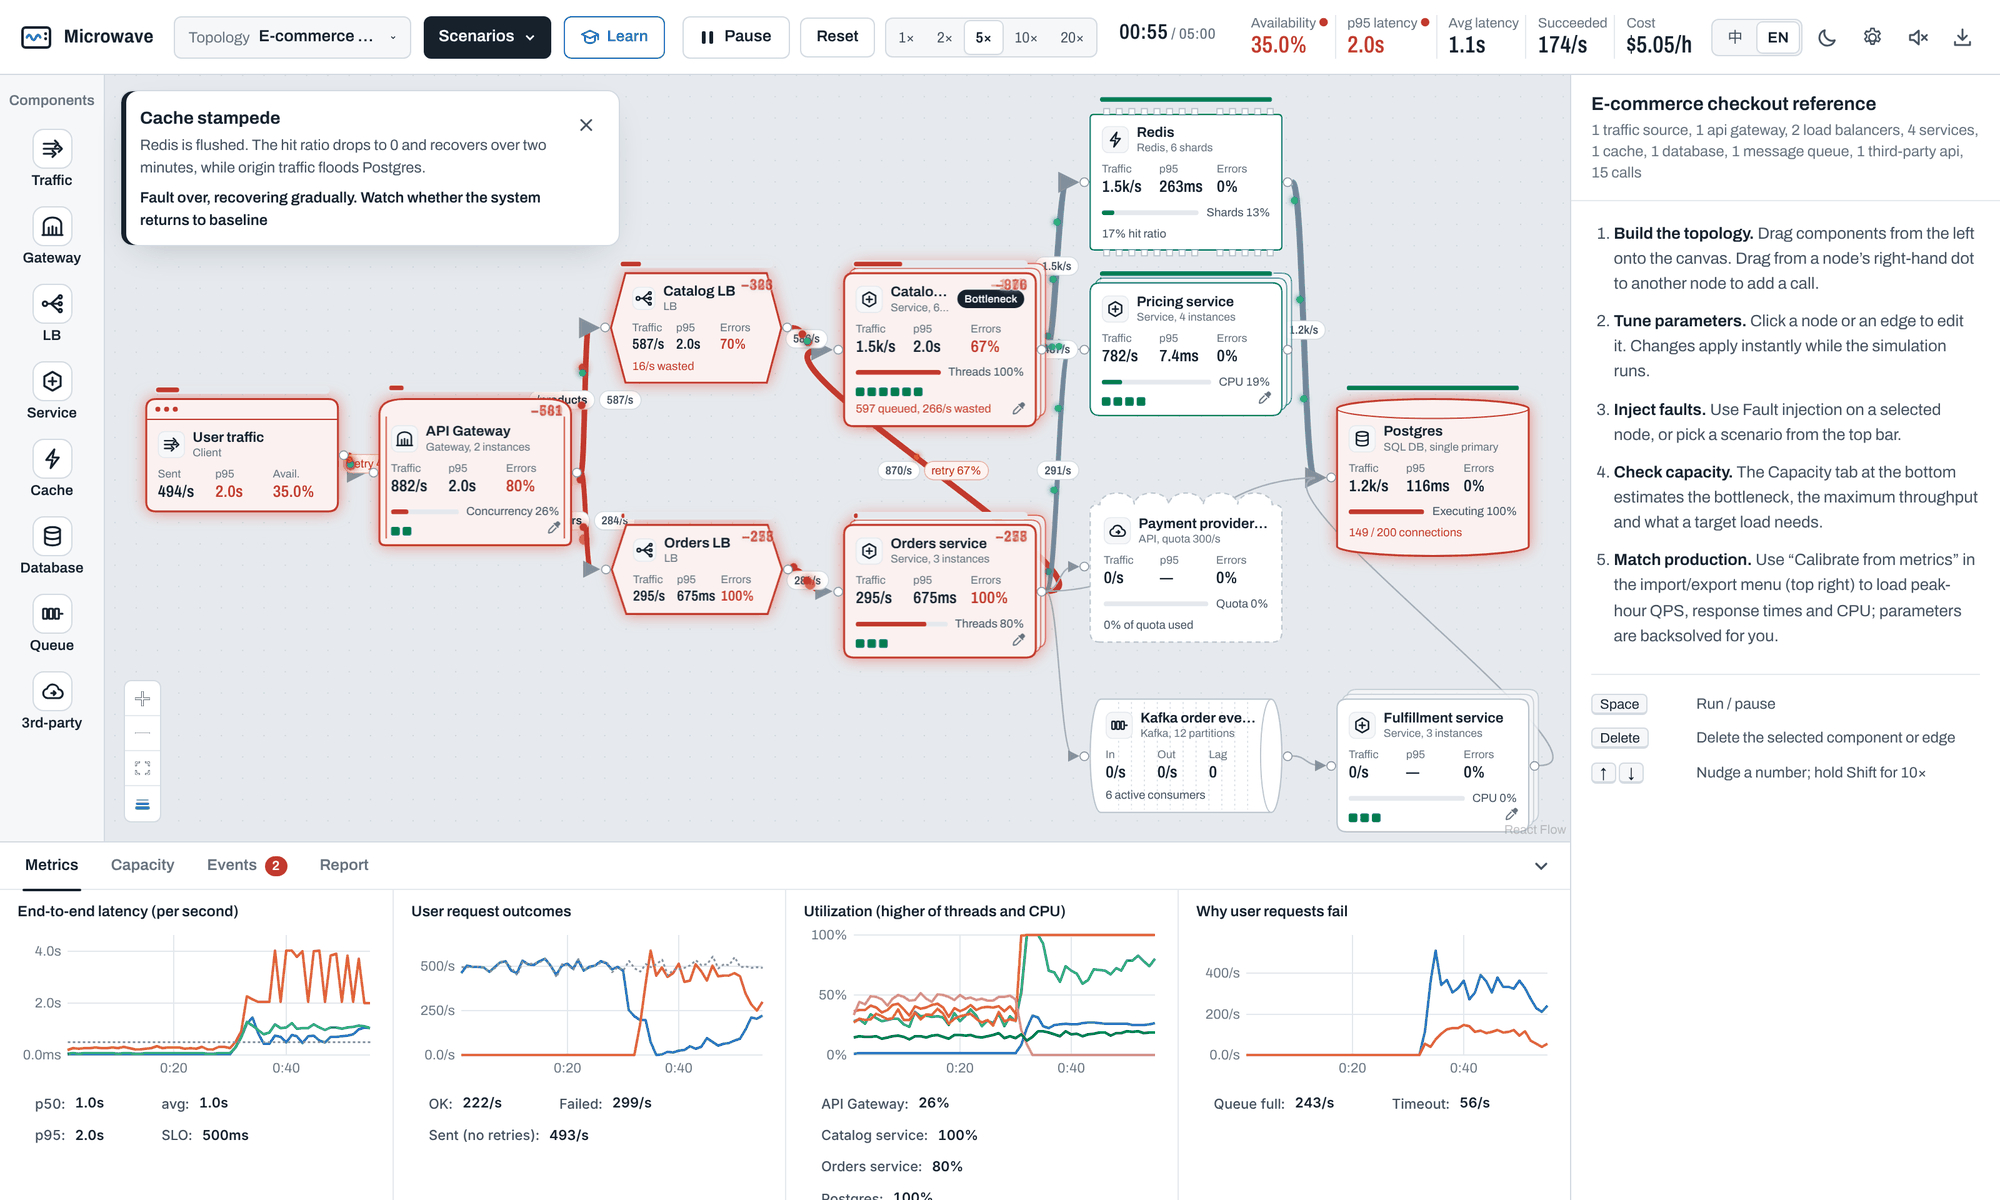 Microwave
Topology E-commerce ...
Scenarios
Learn
Pause
Reset
1×
2×
5×
10×
20×
00:55 / 05:00
Availability
35.0%
p95 latency
2.0s
Avg latency
1.1s
Succeeded
174/s
Cost
$5.05/h
中
EN
Components
Traffic
Gateway
LB
Service
Cache
Database
Queue
3rd-party
Cache stampede
Redis is flushed. The hit ratio drops to 0 and recovers over two
minutes, while origin traffic floods Postgres.
Fault over, recovering gradually. Watch whether the system
returns to baseline
User traffic
Client
Sent p95 Avail.
494/s 2.0s 35.0%
API Gateway
Gateway, 2 instances
Traffic p95 Errors
882/s 2.0s 80%
Concurrency 26%
587/s
284/s
Catalog LB
LB
Traffic p95 Errors
587/s 2.0s 70%
16/s wasted
Orders LB
LB
Traffic p95 Errors
295/s 675ms 100%
Catalo...
Service, 6...
Bottleneck
Traffic p95 Errors
1.5k/s 2.0s 67%
Threads 100%
597 queued, 266/s wasted
870/s
retry 67%
291/s
Orders service
Service, 3 instances
Traffic p95 Errors
295/s 675ms 100%
Threads 80%
Redis
Redis, 6 shards
Traffic p95 Errors
1.5k/s 263ms 0%
Shards 13%
17% hit ratio
1.5k/s
Pricing service
Service, 4 instances
Traffic p95 Errors
782/s 7.4ms 0%
CPU 19%
1.2k/s
Payment provider...
API, quota 300/s
Traffic p95 Errors
0/s — 0%
Quota 0%
0% of quota used
Postgres
SQL DB, single primary
Traffic p95 Errors
1.2k/s 116ms 0%
Executing 100%
149 / 200 connections
Kafka order eve...
Kafka, 12 partitions
In Out Lag
0/s 0/s 0
6 active consumers
Fulfillment service
Service, 3 instances
Traffic p95 Errors
0/s — 0%
CPU 0%
React Flow
E-commerce checkout reference
1 traffic source, 1 api gateway, 2 load balancers, 4 services,
1 cache, 1 database, 1 message queue, 1 third-party api,
15 calls
1. Build the topology. Drag components from the left
onto the canvas. Drag from a node's right-hand dot
to another node to add a call.
2. Tune parameters. Click a node or an edge to edit
it. Changes apply instantly while the simulation
runs.
3. Inject faults. Use Fault injection on a selected
node, or pick a scenario from the top bar.
4. Check capacity. The Capacity tab at the bottom
estimates the bottleneck, the maximum throughput
and what a target load needs.
5. Match production. Use “Calibrate from metrics” in
the import/export menu (top right) to load peak-
hour QPS, response times and CPU; parameters
are backsolved for you.
Space Run / pause
Delete Delete the selected component or edge
↑ ↓ Nudge a number; hold Shift for 10×
Metrics
Capacity
Events 2
Report
End-to-end latency (per second)
4.0s
2.0s
0.0ms
0:20 0:40
p50: 1.0s avg: 1.0s
p95: 2.0s SLO: 500ms
User request outcomes
500/s
250/s
0.0/s
0:20 0:40
OK: 222/s Failed: 299/s
Sent (no retries): 493/s
Utilization (higher of threads and CPU)
100%
50%
0%
0:20 0:40
API Gateway: 26%
Catalog service: 100%
Orders service: 80%
Postgres: 100%
Why user requests fail
400/s
200/s
0.0/s
0:20 0:40
Queue full: 243/s Timeout: 56/s